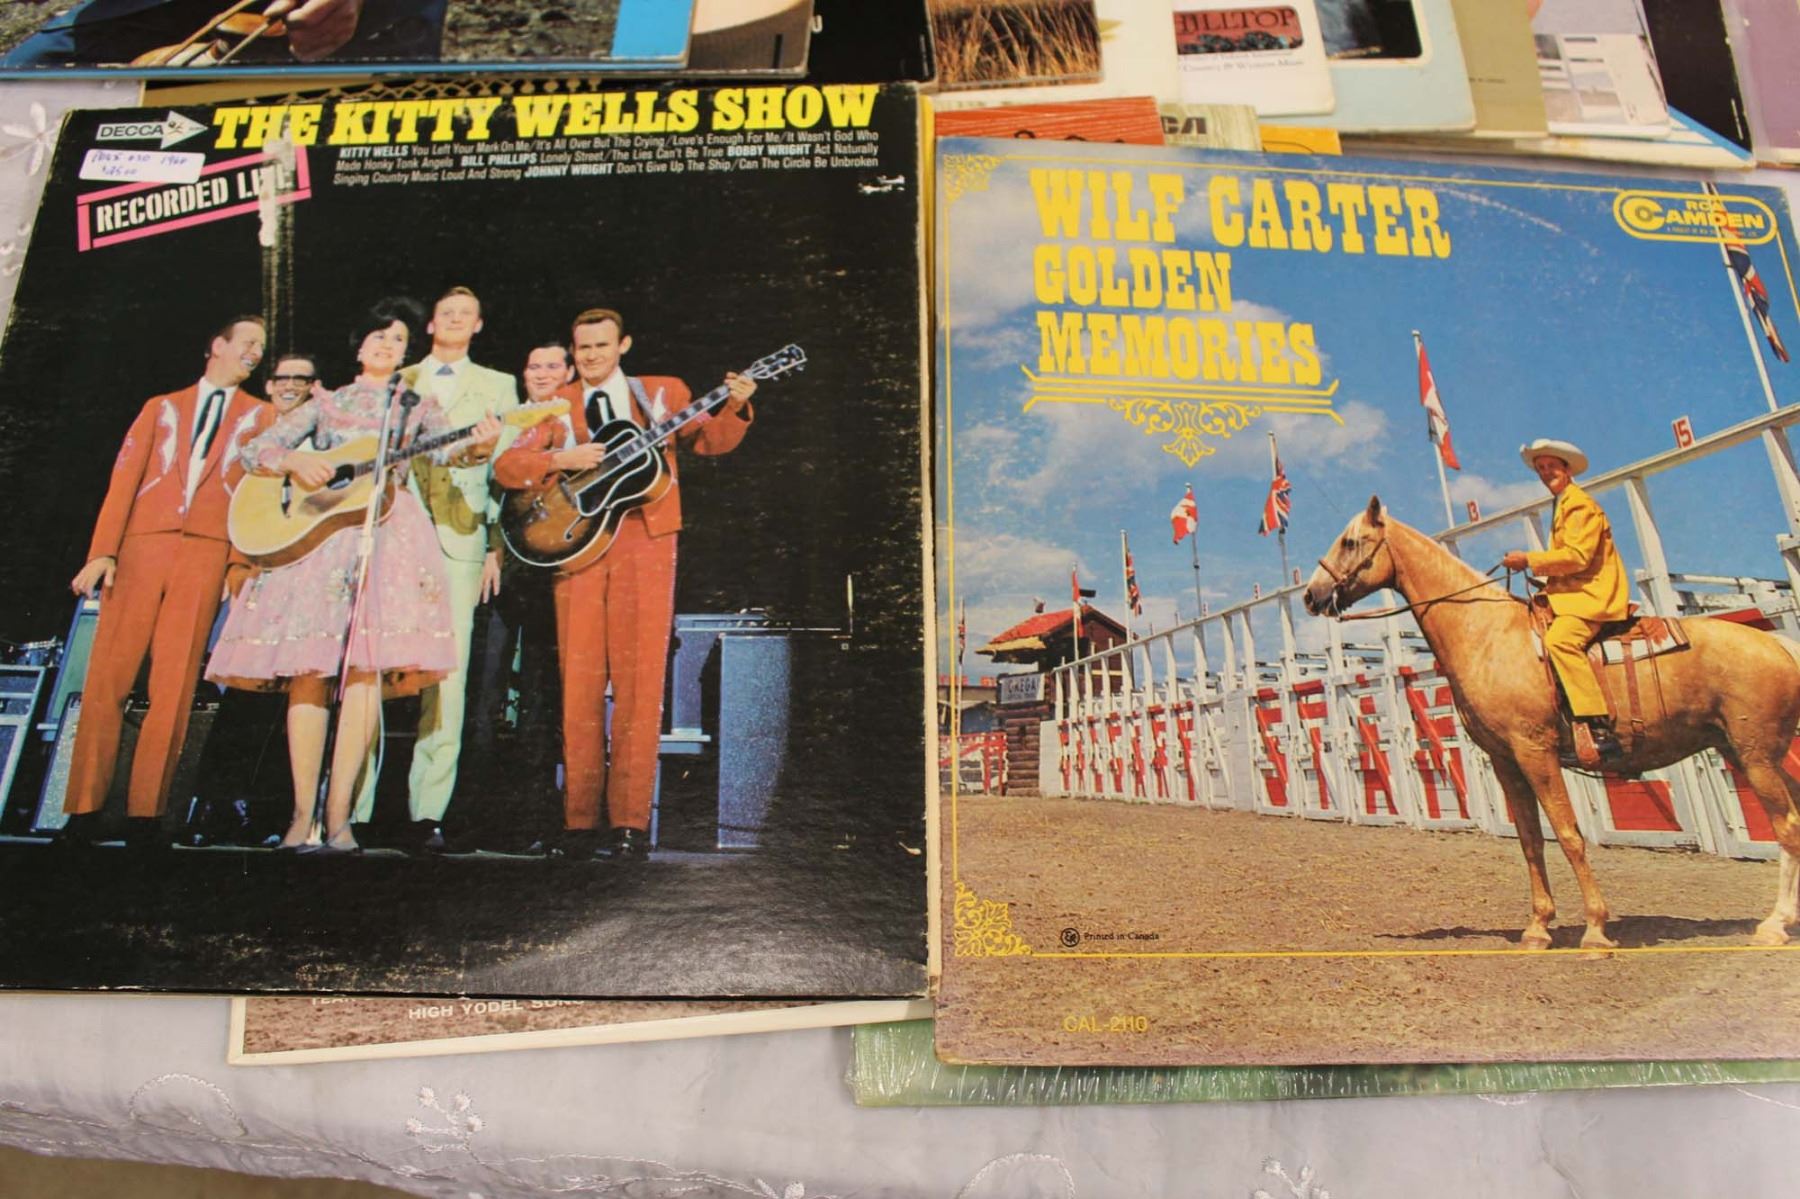 HILLTOP
DECCA
THE KITTY WELLS SHOW
KITTY WELLS You Left Your Mark On Me/It's All Over But The Crying/Love's Enough For Me/It Wasn't God Who
Made Honky Tonk Angels BILL PHILLIPS Lonely Street/The Lies Can't Be True BOBBY WRIGHT Act Naturally
Singing Country Music Loud And Strong JOHNNY WRIGHT Don't Give Up The Ship/Can The Circle Be Unbroken
RECORDED
WILF CARTER
GOLDEN
MEMORIES
RCA
CAMDEN
15
13
OMEGA
Printed in Canada
CAL-2110
HIGH YODEL